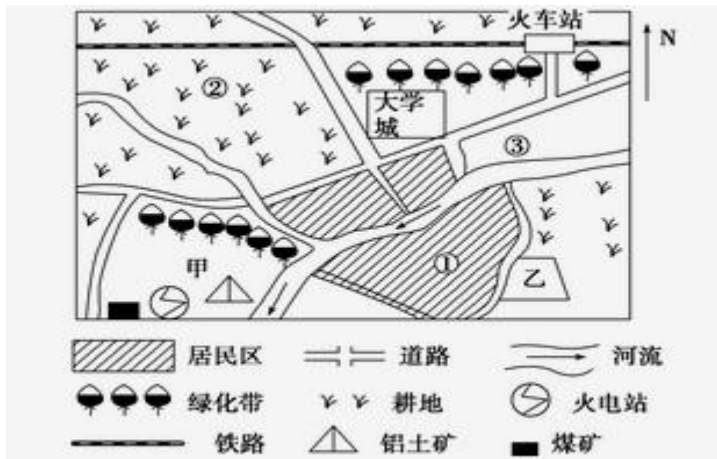 火车站
N
②
大学
城
③
甲
①
乙
居民区
道路
河流
绿化带
耕地
火电站
铁路
铝土矿
煤矿